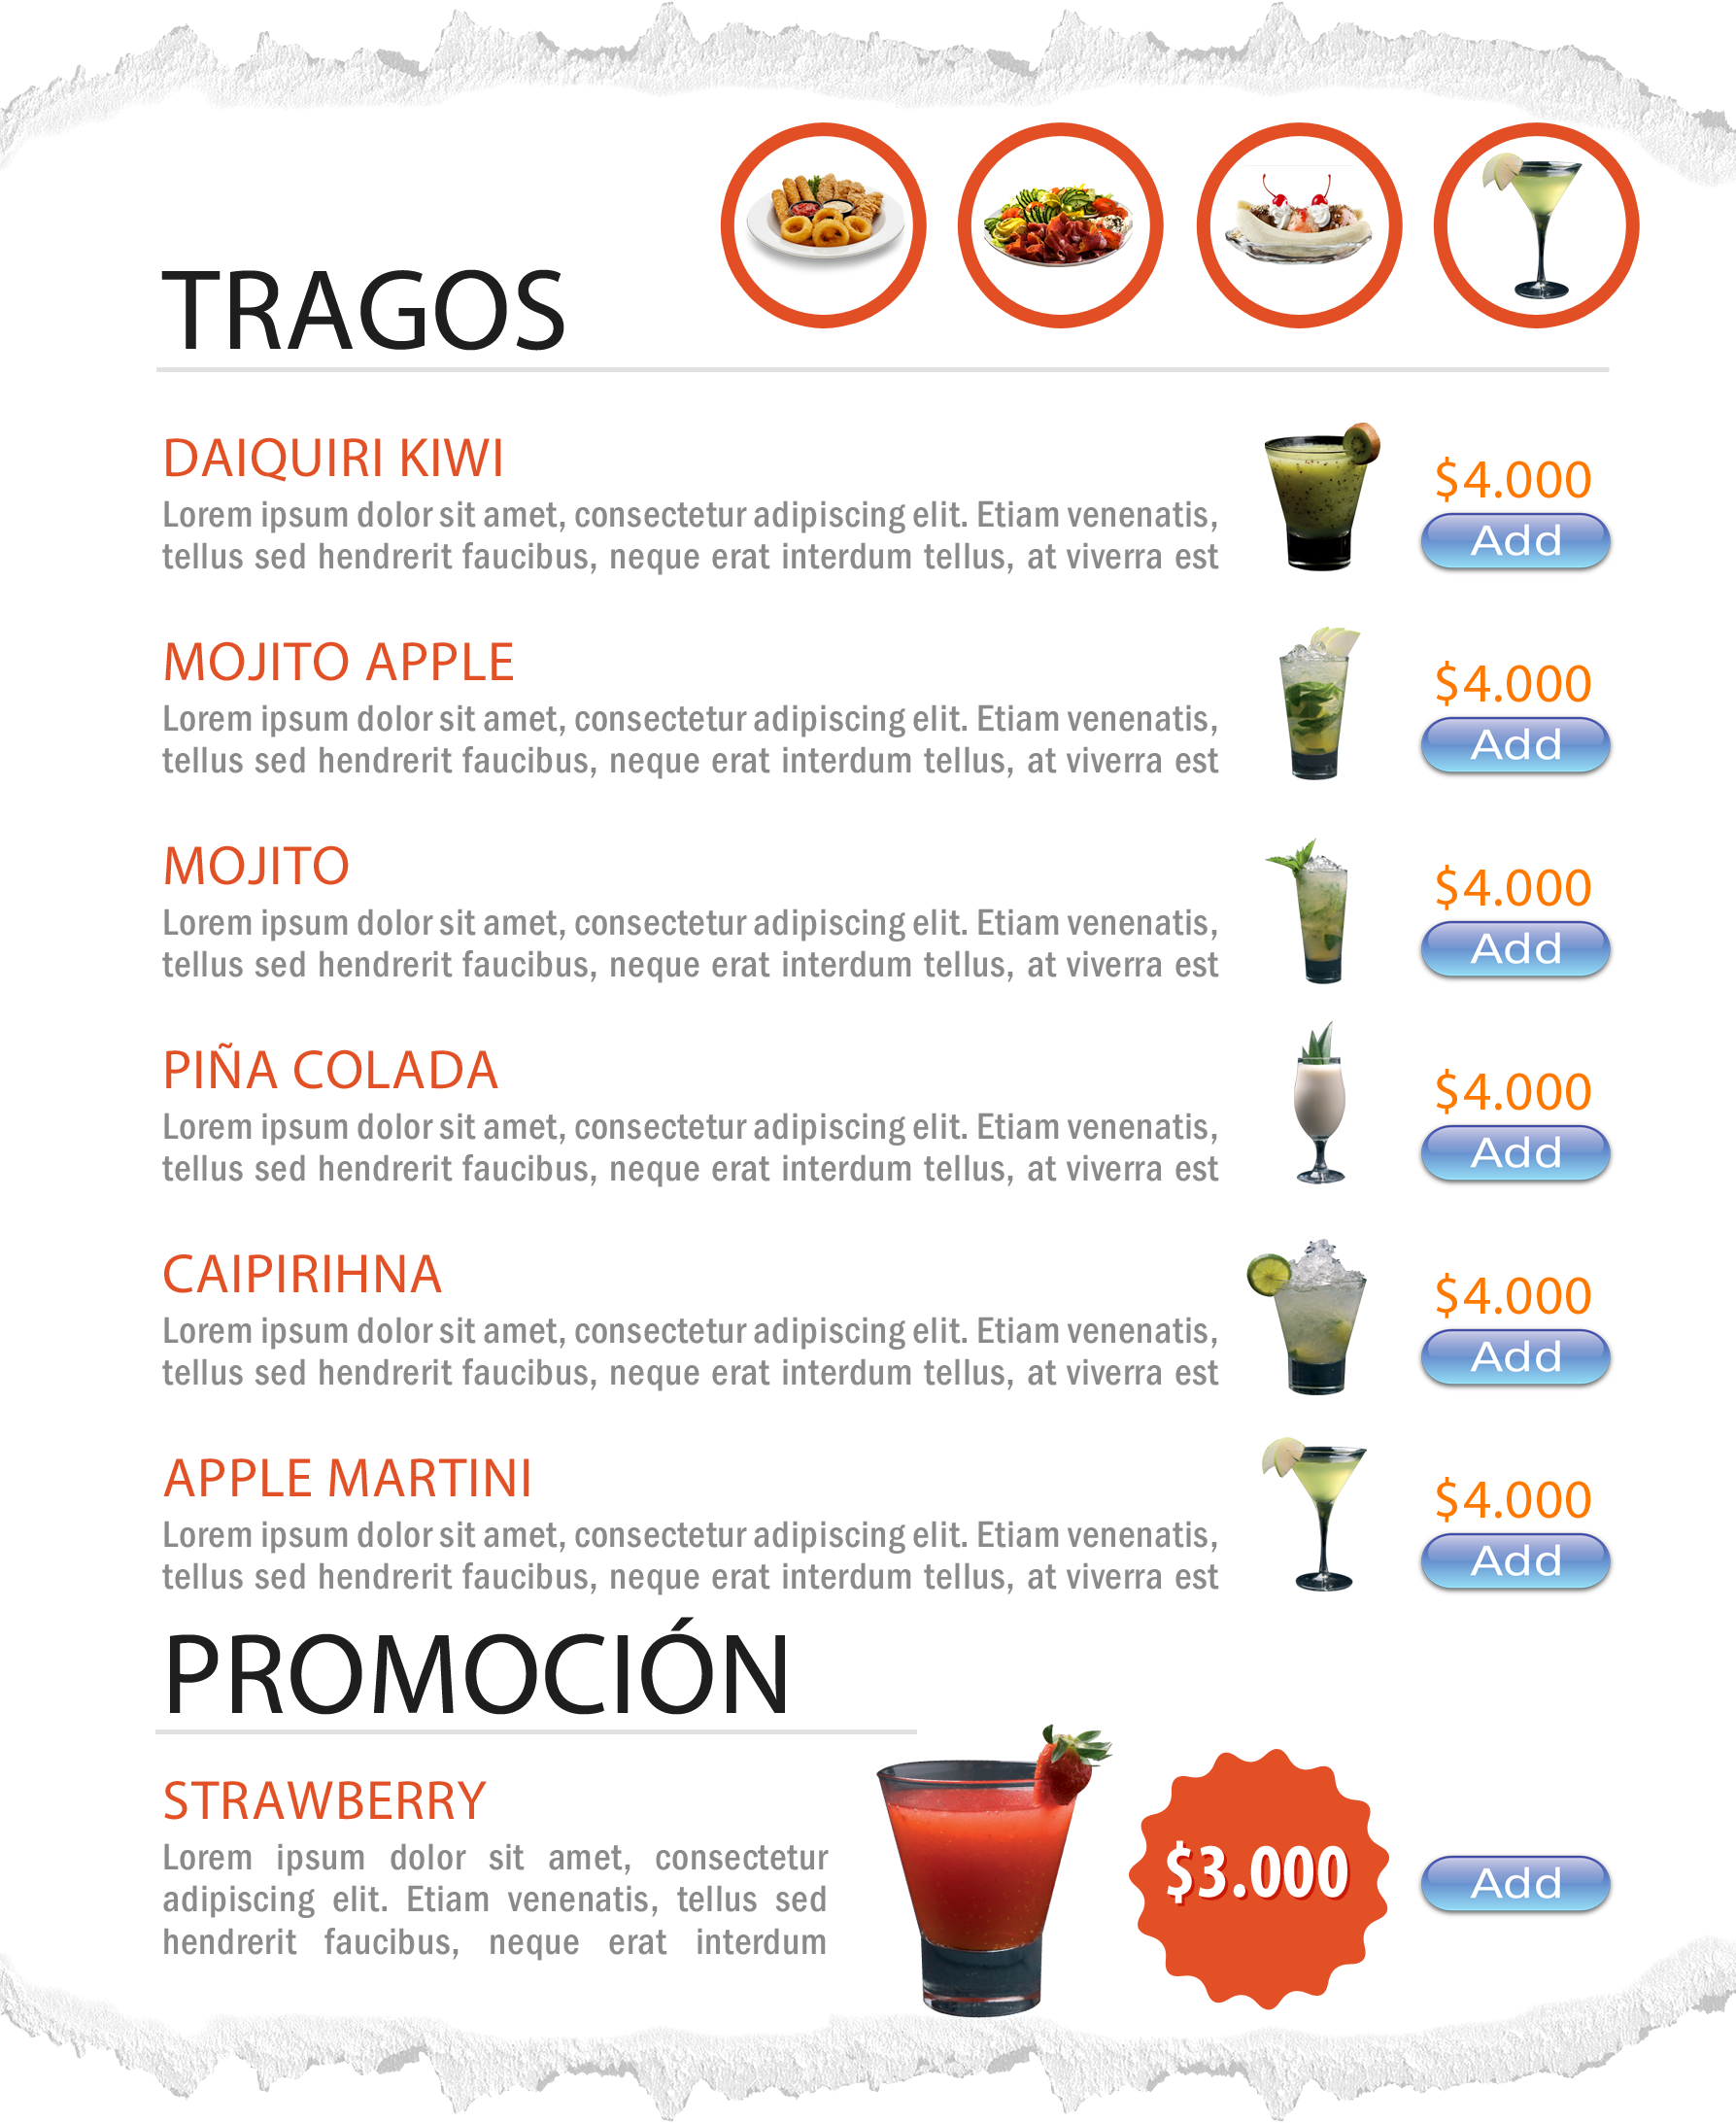 TRAGOS
DAIQUIRI KIWI
Lorem ipsum dolor sit amet, consectetur adipiscing elit. Etiam venenatis,
tellus sed hendrerit faucibus, neque erat interdum tellus, at viverra est
$4.000
Add
MOJITO APPLE
Lorem ipsum dolor sit amet, consectetur adipiscing elit. Etiam venenatis,
tellus sed hendrerit faucibus, neque erat interdum tellus, at viverra est
$4.000
Add
MOJITO
Lorem ipsum dolor sit amet, consectetur adipiscing elit. Etiam venenatis,
tellus sed hendrerit faucibus, neque erat interdum tellus, at viverra est
$4.000
Add
PIÑA COLADA
Lorem ipsum dolor sit amet, consectetur adipiscing elit. Etiam venenatis,
tellus sed hendrerit faucibus, neque erat interdum tellus, at viverra est
$4.000
Add
CAIPIRIHNA
Lorem ipsum dolor sit amet, consectetur adipiscing elit. Etiam venenatis,
tellus sed hendrerit faucibus, neque erat interdum tellus, at viverra est
$4.000
Add
APPLE MARTINI
Lorem ipsum dolor sit amet, consectetur adipiscing elit. Etiam venenatis,
tellus sed hendrerit faucibus, neque erat interdum tellus, at viverra est
$4.000
Add
PROMOCIÓN
STRAWBERRY
Lorem ipsum dolor sit amet, consectetur
adipiscing elit. Etiam venenatis, tellus sed
hendrerit faucibus, neque erat interdum
$3.000
Add